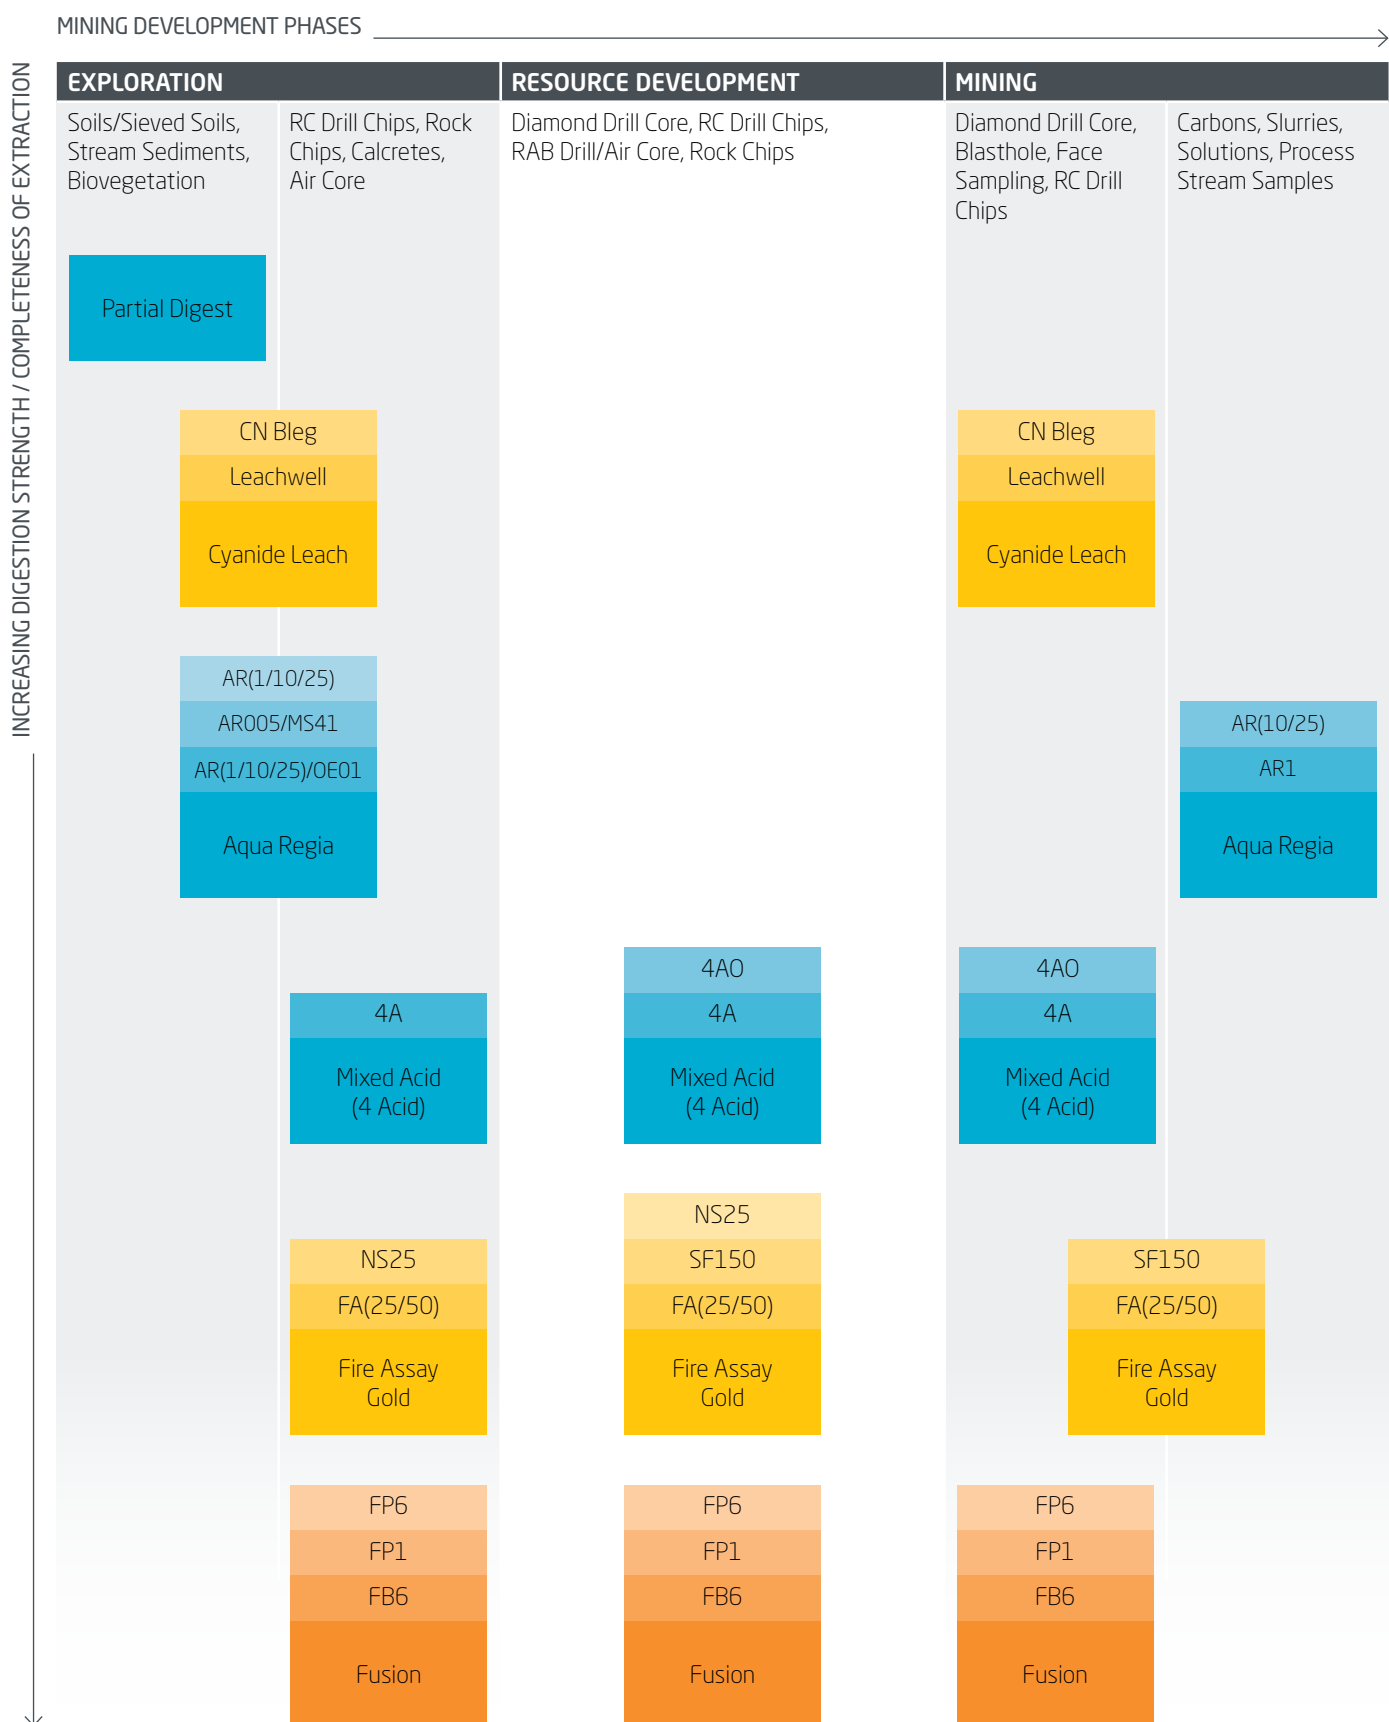 MINING DEVELOPMENT PHASES
INCREASING DIGESTION STRENGTH / COMPLETENESS OF EXTRACTION
EXPLORATION
Soils/Sieved Soils,
Stream Sediments,
Biovegetation
RC Drill Chips, Rock
Chips, Calcretes,
Air Core
RESOURCE DEVELOPMENT
Diamond Drill Core, RC Drill Chips,
RAB Drill/Air Core, Rock Chips
MINING
Diamond Drill Core,
Blasthole, Face
Sampling, RC Drill
Chips
Carbons, Slurries,
Solutions, Process
Stream Samples
Partial Digest
CN Bleg
Leachwell
Cyanide Leach
CN Bleg
Leachwell
Cyanide Leach
AR(1/10/25)
AR005/MS41
AR(1/10/25)/OE01
Aqua Regia
AR(10/25)
AR1
Aqua Regia
4A
Mixed Acid
(4 Acid)
4AO
4A
Mixed Acid
(4 Acid)
4AO
4A
Mixed Acid
(4 Acid)
NS25
FA(25/50)
Fire Assay
Gold
NS25
SF150
FA(25/50)
Fire Assay
Gold
SF150
FA(25/50)
Fire Assay
Gold
FP6
FP1
FB6
Fusion
FP6
FP1
FB6
Fusion
FP6
FP1
FB6
Fusion